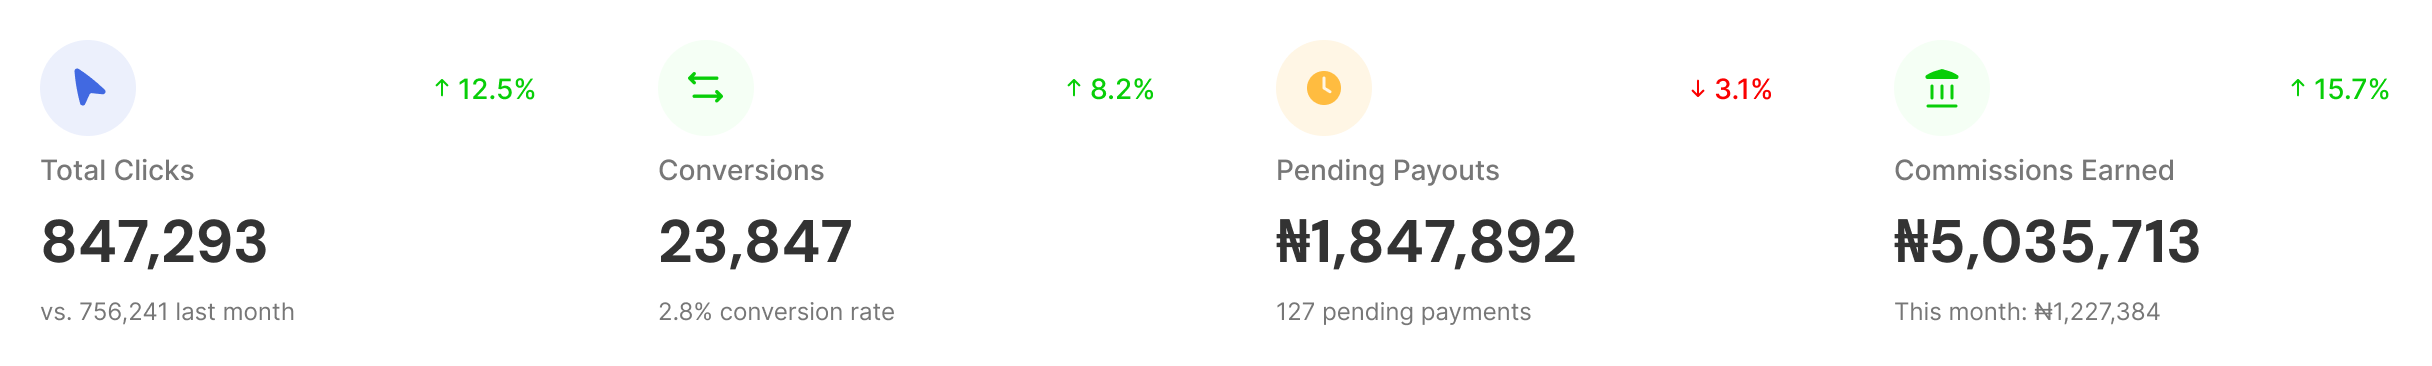 ↑ 12.5%
Total Clicks
847,293
vs. 756,241 last month
↑ 8.2%
Conversions
23,847
2.8% conversion rate
↓ 3.1%
Pending Payouts
₦1,847,892
127 pending payments
↑ 15.7%
Commissions Earned
₦5,035,713
This month: ₦1,227,384